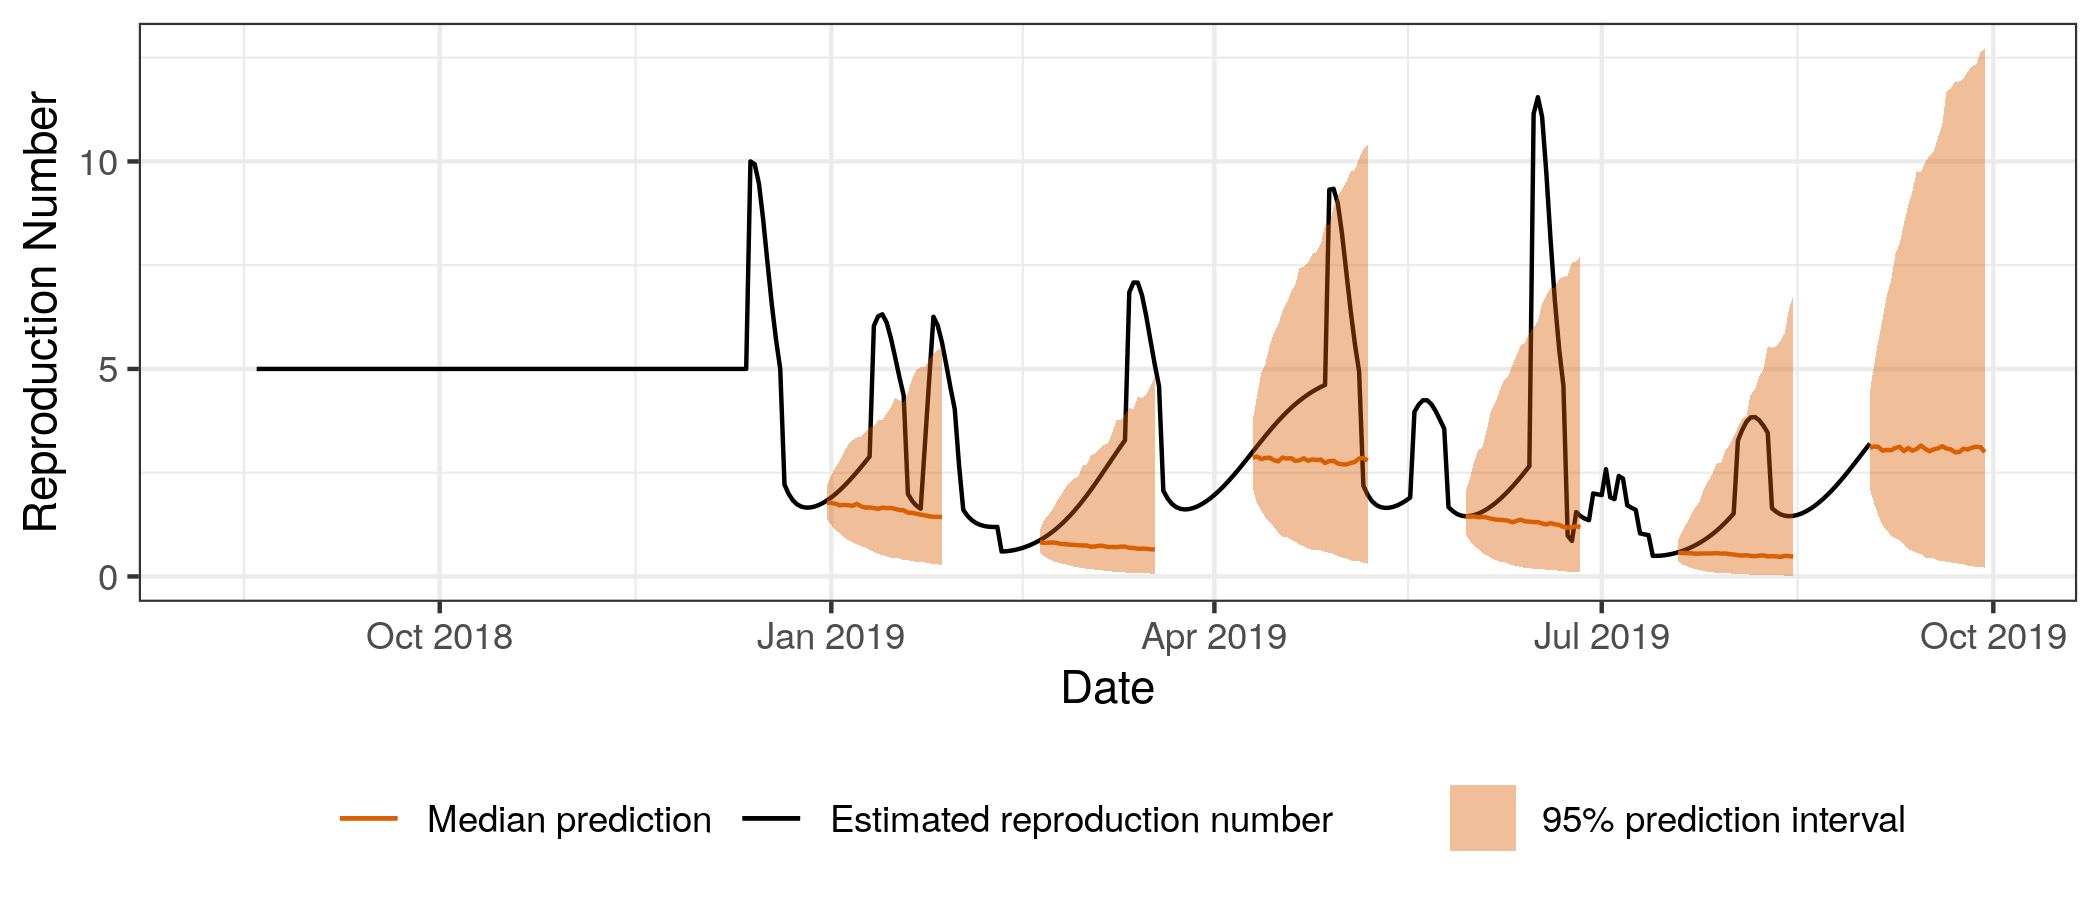 Reproduction Number
10
5
0
Oct 2018 Jan 2019 Apr 2019 Jul 2019 Oct 2019
Date
Median prediction Estimated reproduction number 95% prediction interval